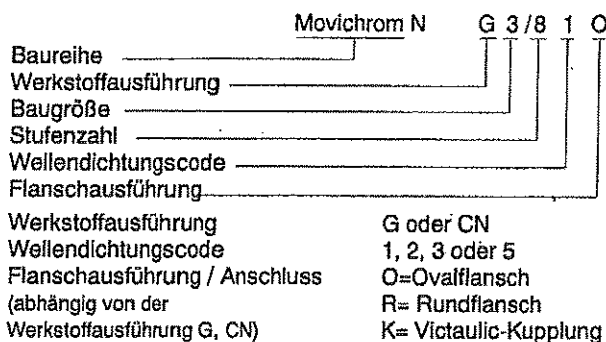 Movichrom N G 3 /8 1 O
Baureihe
Werkstoffausführung
Baugröße
Stufenzahl
Wellendichtungscode
Flanschausführung
Werkstoffausführung G oder CN
Wellendichtungscode 1, 2, 3 oder 5
Flanschausführung / Anschluss O=Ovalflansch
(abhängig von der R= Rundflansch
Werkstoffausführung G, CN) K= Victaulic-Kupplung